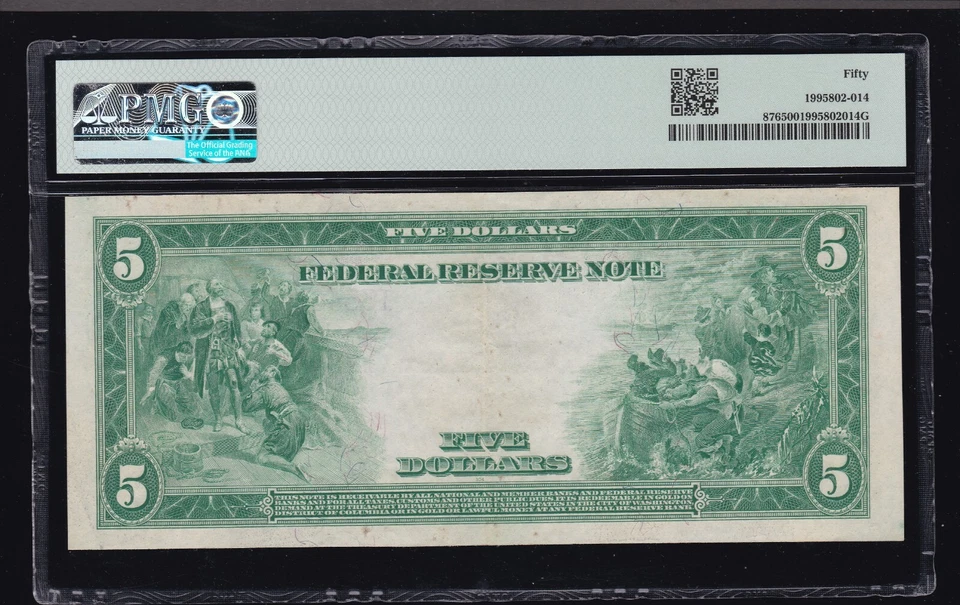 PMG
PAPER MONEY GUARANTY
The Official Grading
Service of the ANA
Fifty
1995802-014
8765001995802014G
5 FIVE DOLLARS 5
FEDERAL RESERVE NOTE
FIVE
DOLLARS
5 5
THIS NOTE IS RECEIVABLE BY ALL NATIONAL AND MEMBER BANKS AND FEDERAL RESERVE
BANKS AND FOR ALL TAXES, CUSTOMS AND OTHER PUBLIC DUES. IT IS REDEEMABLE IN GOLD ON
DEMAND AT THE TREASURY DEPARTMENT OF THE UNITED STATES IN THE CITY OF WASHINGTON,
DISTRICT OF COLUMBIA OR IN GOLD OR LAWFUL MONEY AT ANY FEDERAL RESERVE BANK.